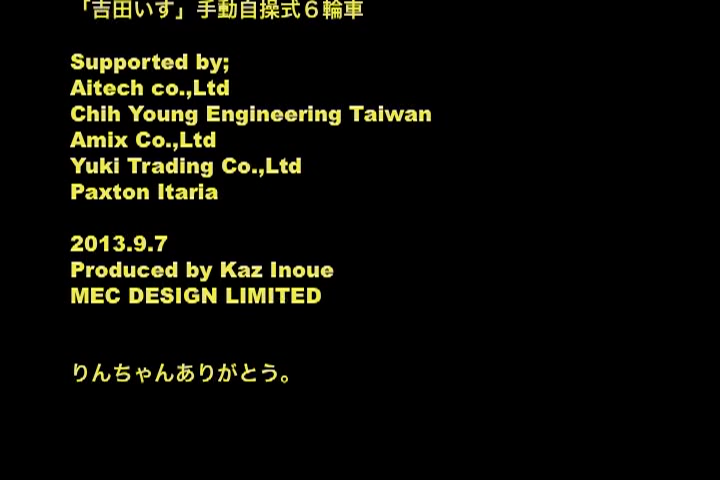 「吉田いす」手動自操式６輪車
Supported by;
Aitech co.,Ltd
Chih Young Engineering Taiwan
Amix Co.,Ltd
Yuki Trading Co.,Ltd
Paxton Itaria
2013.9.7
Produced by Kaz Inoue
MEC DESIGN LIMITED
りんちゃんありがとう。